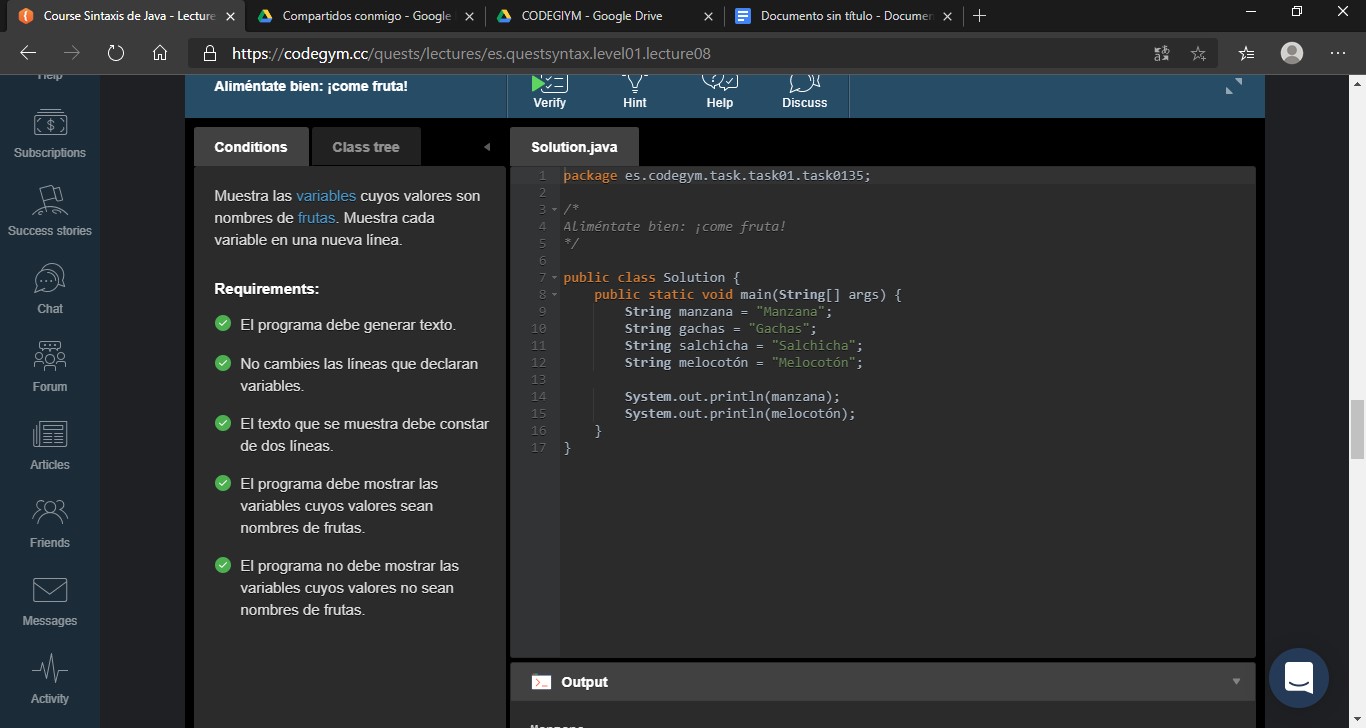 Course Sintaxis de Java - Lecture
Compartidos conmigo - Google
CODEGIYM - Google Drive
Documento sin título - Documen
https://codegym.cc/quests/lectures/es.questsyntax.level01.lecture08
Help
Subscriptions
Success stories
Chat
Forum
Articles
Friends
Messages
Activity
Aliméntate bien: ¡come fruta!
Verify
Hint
Help
Discuss
Conditions
Class tree
Muestra las variables cuyos valores son
nombres de frutas. Muestra cada
variable en una nueva línea.
Requirements:
El programa debe generar texto.
No cambies las líneas que declaran
variables.
El texto que se muestra debe constar
de dos líneas.
El programa debe mostrar las
variables cuyos valores sean
nombres de frutas.
El programa no debe mostrar las
variables cuyos valores no sean
nombres de frutas.
Solution.java
1 package es.codegym.task.task01.task0135;
2
3 /*
4 Aliméntate bien: ¡come fruta!
5 */
6
7 public class Solution {
8 public static void main(String[] args) {
9 String manzana = "Manzana";
10 String gachas = "Gachas";
11 String salchicha = "Salchicha";
12 String melocotón = "Melocotón";
13
14 System.out.println(manzana);
15 System.out.println(melocotón);
16 }
17 }
Output
Manzana